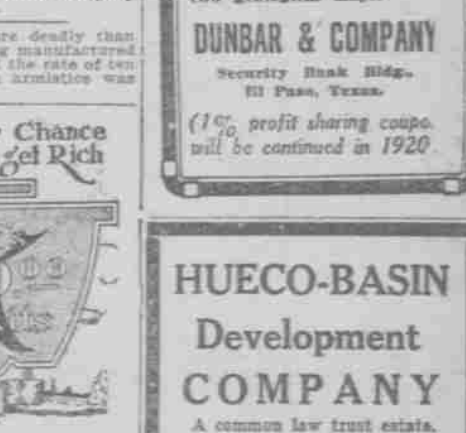 re deadly than
g manufactured
the rate of ten
armistice was
Chance
get Rich
DUNBAR & COMPANY
Security Bank Bldg.,
El Paso, Texas.
(1% profit sharing coupo
will be continued in 1920
HUECO-BASIN
Development
COMPANY
A common law trust estate,